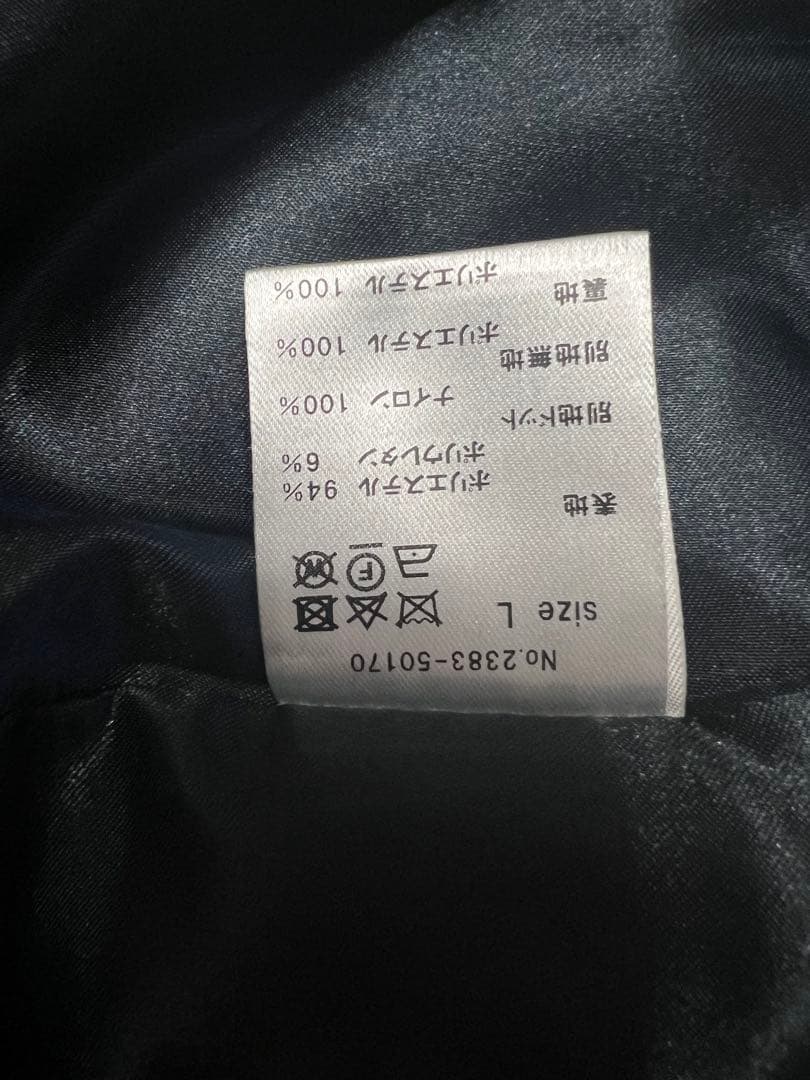 No.2383-50170
size L
表地 ポリエステル 94%
ポリウレタン 6%
別地ドット ナイロン 100%
別地無地 ポリエステル 100%
裏地 ポリエステル 100%